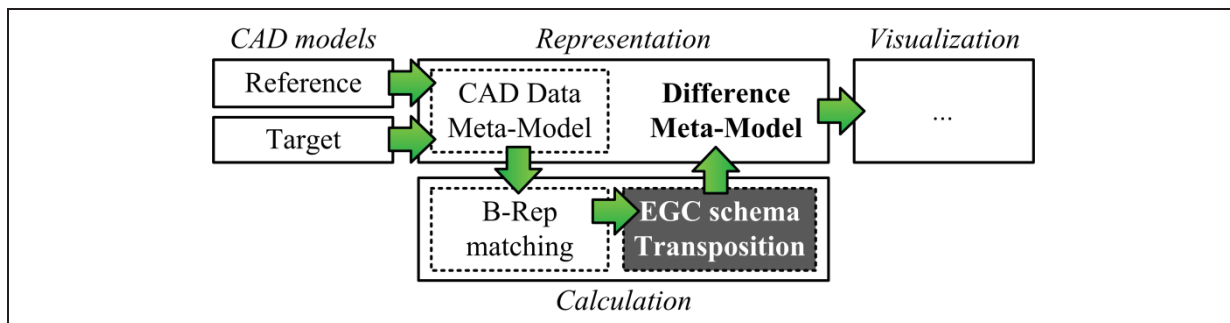 CAD models
Representation
Visualization
Reference
Target
CAD Data
Meta-Model
Difference
Meta-Model
...
B-Rep
matching
EGC schema
Transposition
Calculation